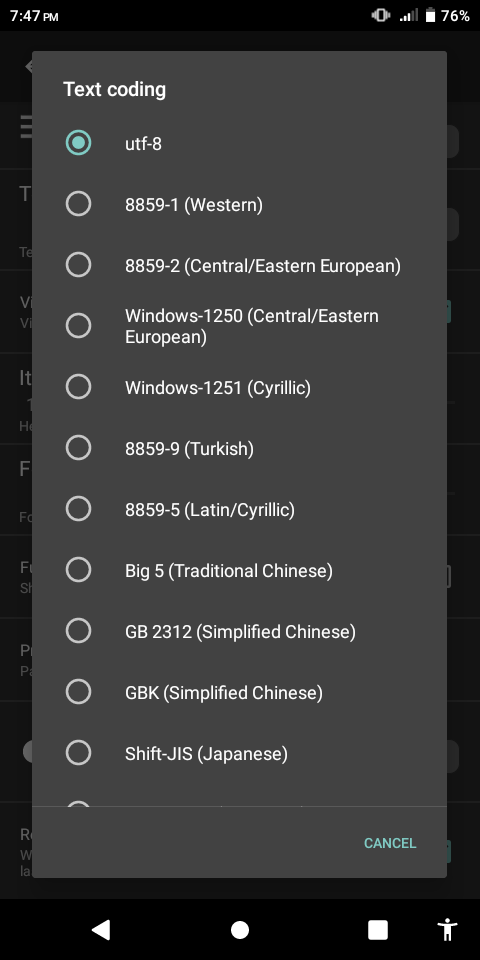 7:47 PM
76%
Text coding
utf-8
8859-1 (Western)
8859-2 (Central/Eastern European)
Windows-1250 (Central/Eastern
European)
Windows-1251 (Cyrillic)
8859-9 (Turkish)
8859-5 (Latin/Cyrillic)
Big 5 (Traditional Chinese)
GB 2312 (Simplified Chinese)
GBK (Simplified Chinese)
Shift-JIS (Japanese)
CANCEL